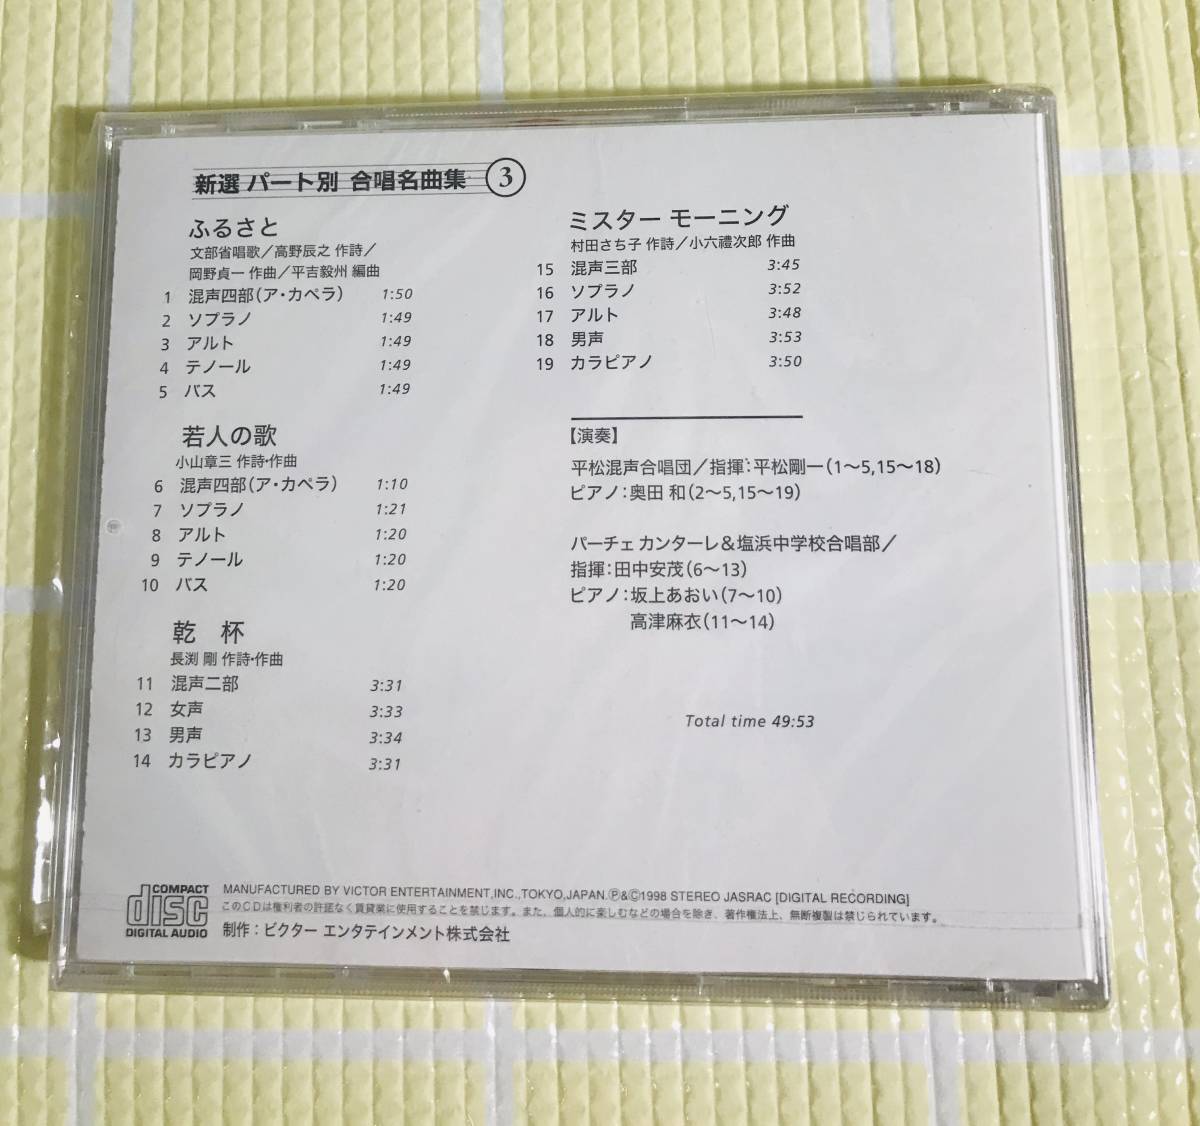 新選 パート別 合唱名曲集 ③
ふるさと
文部省唱歌／高野辰之 作詩／
岡野貞一 作曲／平吉毅州 編曲
1 混声四部（ア・カペラ） 1:50
2 ソプラノ 1:49
3 アルト 1:49
4 テノール 1:49
5 バス 1:49
若人の歌
小山章三 作詩・作曲
6 混声四部（ア・カペラ） 1:10
7 ソプラノ 1:21
8 アルト 1:20
9 テノール 1:20
10 バス 1:20
乾 杯
長渕 剛 作詩・作曲
11 混声二部 3:31
12 女声 3:33
13 男声 3:34
14 カラピアノ 3:31
ミスター モーニング
村田さち子 作詩／小六禮次郎 作曲
15 混声三部 3:45
16 ソプラノ 3:52
17 アルト 3:48
18 男声 3:53
19 カラピアノ 3:50
【演奏】
平松混声合唱団／指揮：平松剛一（1〜5,15〜18）
ピアノ：奥田 和（2〜5,15〜19）
パーチェ カンターレ＆塩浜中学校合唱部／
指揮：田中安茂（6〜13）
ピアノ：坂上あおい（7〜10）
高津麻衣（11〜14）
Total time 49:53
COMPACT
disc
DIGITAL AUDIO
MANUFACTURED BY VICTOR ENTERTAINMENT,INC.,TOKYO,JAPAN.Ⓟ&Ⓒ1998 STEREO JASRAC [DIGITAL RECORDING]
このCDは権利者の許諾なく賃貸業に使用することを禁じます。また、個人的に楽しむなどの場合を除き、著作権法上、無断複製は禁じられています。
制作：ビクター エンタテインメント株式会社